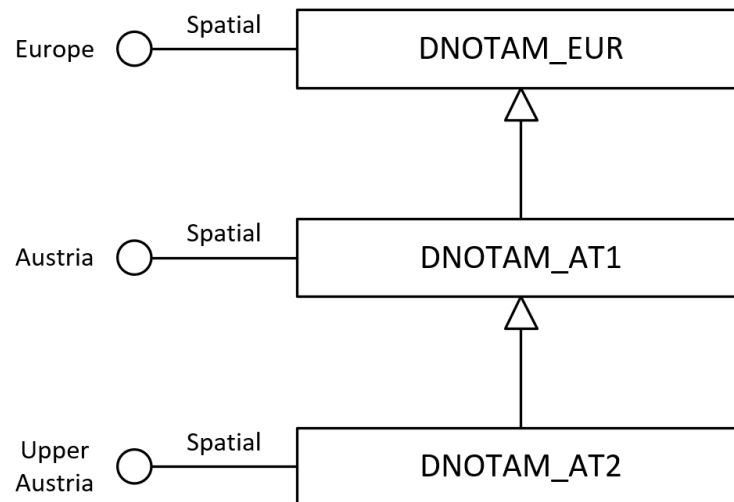 Spatial
Europe
DNOTAM_EUR
Spatial
Austria
DNOTAM_AT1
Spatial
Upper
Austria
DNOTAM_AT2